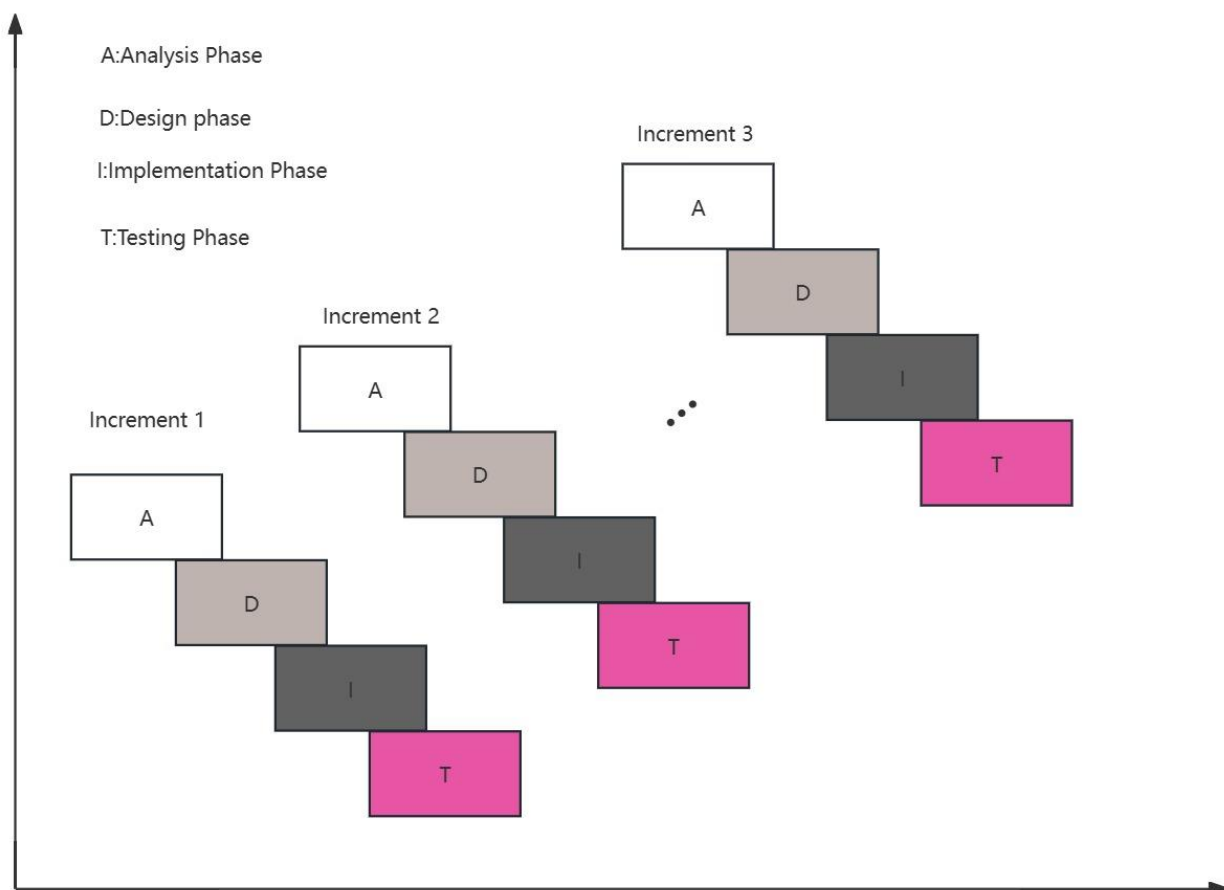 A:Analysis Phase
D:Design phase
I:Implementation Phase
T:Testing Phase
Increment 3
A
D
I
T
Increment 2
A
D
I
T
Increment 1
A
D
I
T